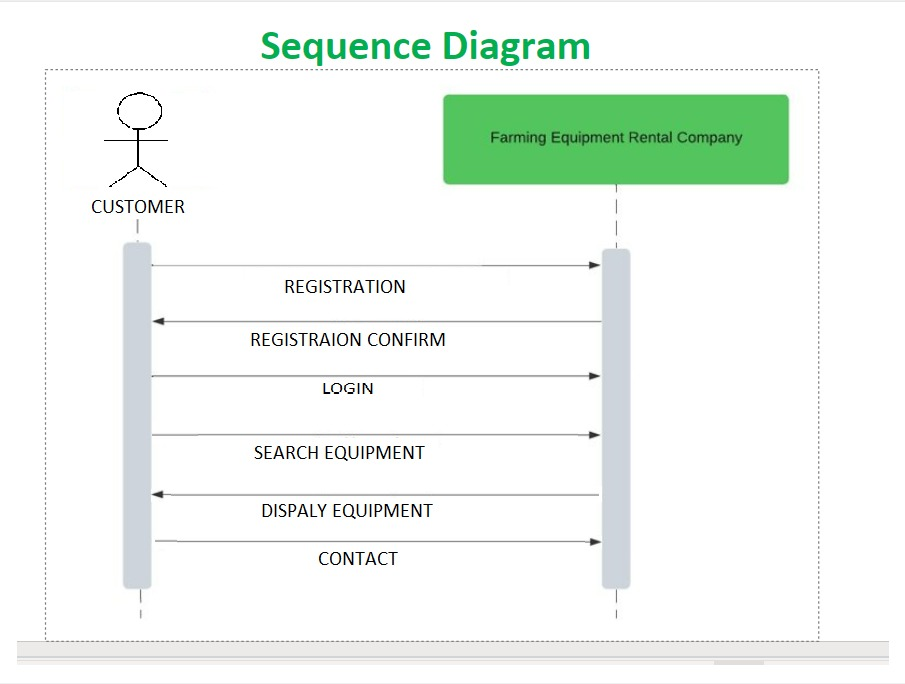 Sequence Diagram
Farming Equipment Rental Company
CUSTOMER
REGISTRATION
REGISTRAION CONFIRM
LOGIN
SEARCH EQUIPMENT
DISPALY EQUIPMENT
CONTACT